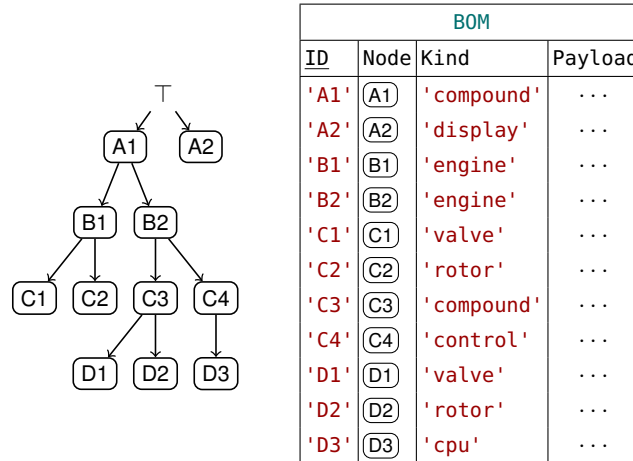 ⊤
A1 A2
B1 B2
C1 C2 C3 C4
D1 D2 D3
BOM
ID Node Kind Payload
'A1' A1 'compound' ...
'A2' A2 'display' ...
'B1' B1 'engine' ...
'B2' B2 'engine' ...
'C1' C1 'valve' ...
'C2' C2 'rotor' ...
'C3' C3 'compound' ...
'C4' C4 'control' ...
'D1' D1 'valve' ...
'D2' D2 'rotor' ...
'D3' D3 'cpu' ...